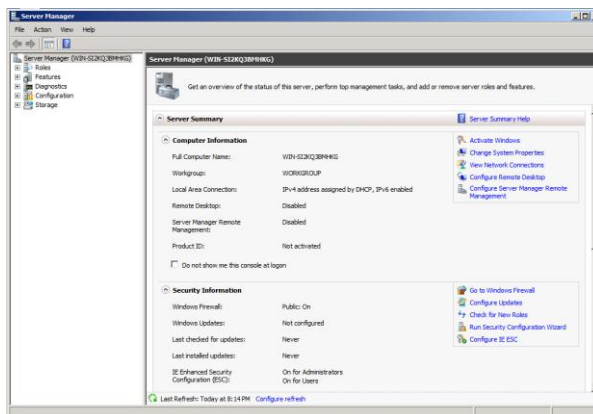 Server Manager
File Action View Help
Server Manager (WIN-SI2KQ3BMHKG)
Roles
Features
Diagnostics
Configuration
Storage
Server Manager (WIN-SI2KQ3BMHKG)
Get an overview of the status of this server, perform top management tasks, and add or remove server roles and features.
Server Summary
Server Summary Help
Computer Information
Full Computer Name: WIN-SI2KQ3BMHKG
Workgroup: WORKGROUP
Local Area Connection: IPv4 address assigned by DHCP, IPv6 enabled
Remote Desktop: Disabled
Server Manager Remote Management: Disabled
Product ID: Not activated
Do not show me this console at logon
Activate Windows
Change System Properties
View Network Connections
Configure Remote Desktop
Configure Server Manager Remote
Management
Security Information
Windows Firewall: Public: On
Windows Updates: Not configured
Last checked for updates: Never
Last installed updates: Never
IE Enhanced Security On for Administrators
Configuration (ESC): On for Users
Go to Windows Firewall
Configure Updates
Check for New Roles
Run Security Configuration Wizard
Configure IE ESC
Last Refresh: Today at 8:14 PM Configure refresh